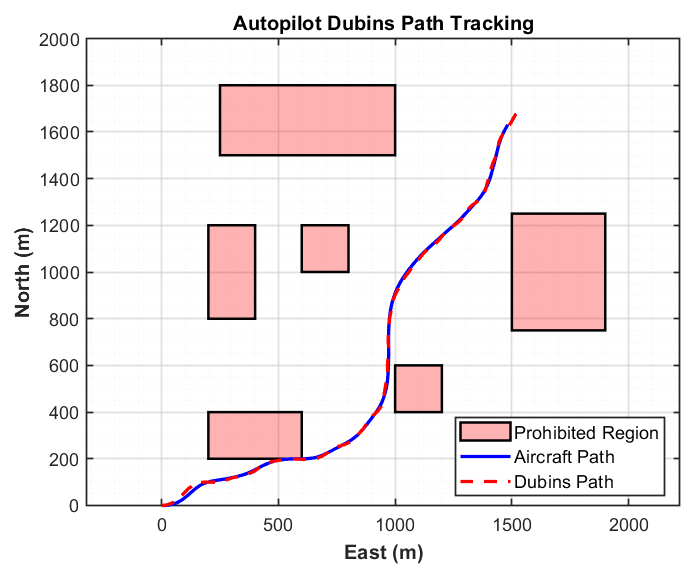 Autopilot Dubins Path Tracking
2000
1800
1600
1400
1200
1000
800
600
400
200
0
North (m)
0 500 1000 1500 2000
East (m)
Prohibited Region
Aircraft Path
Dubins Path